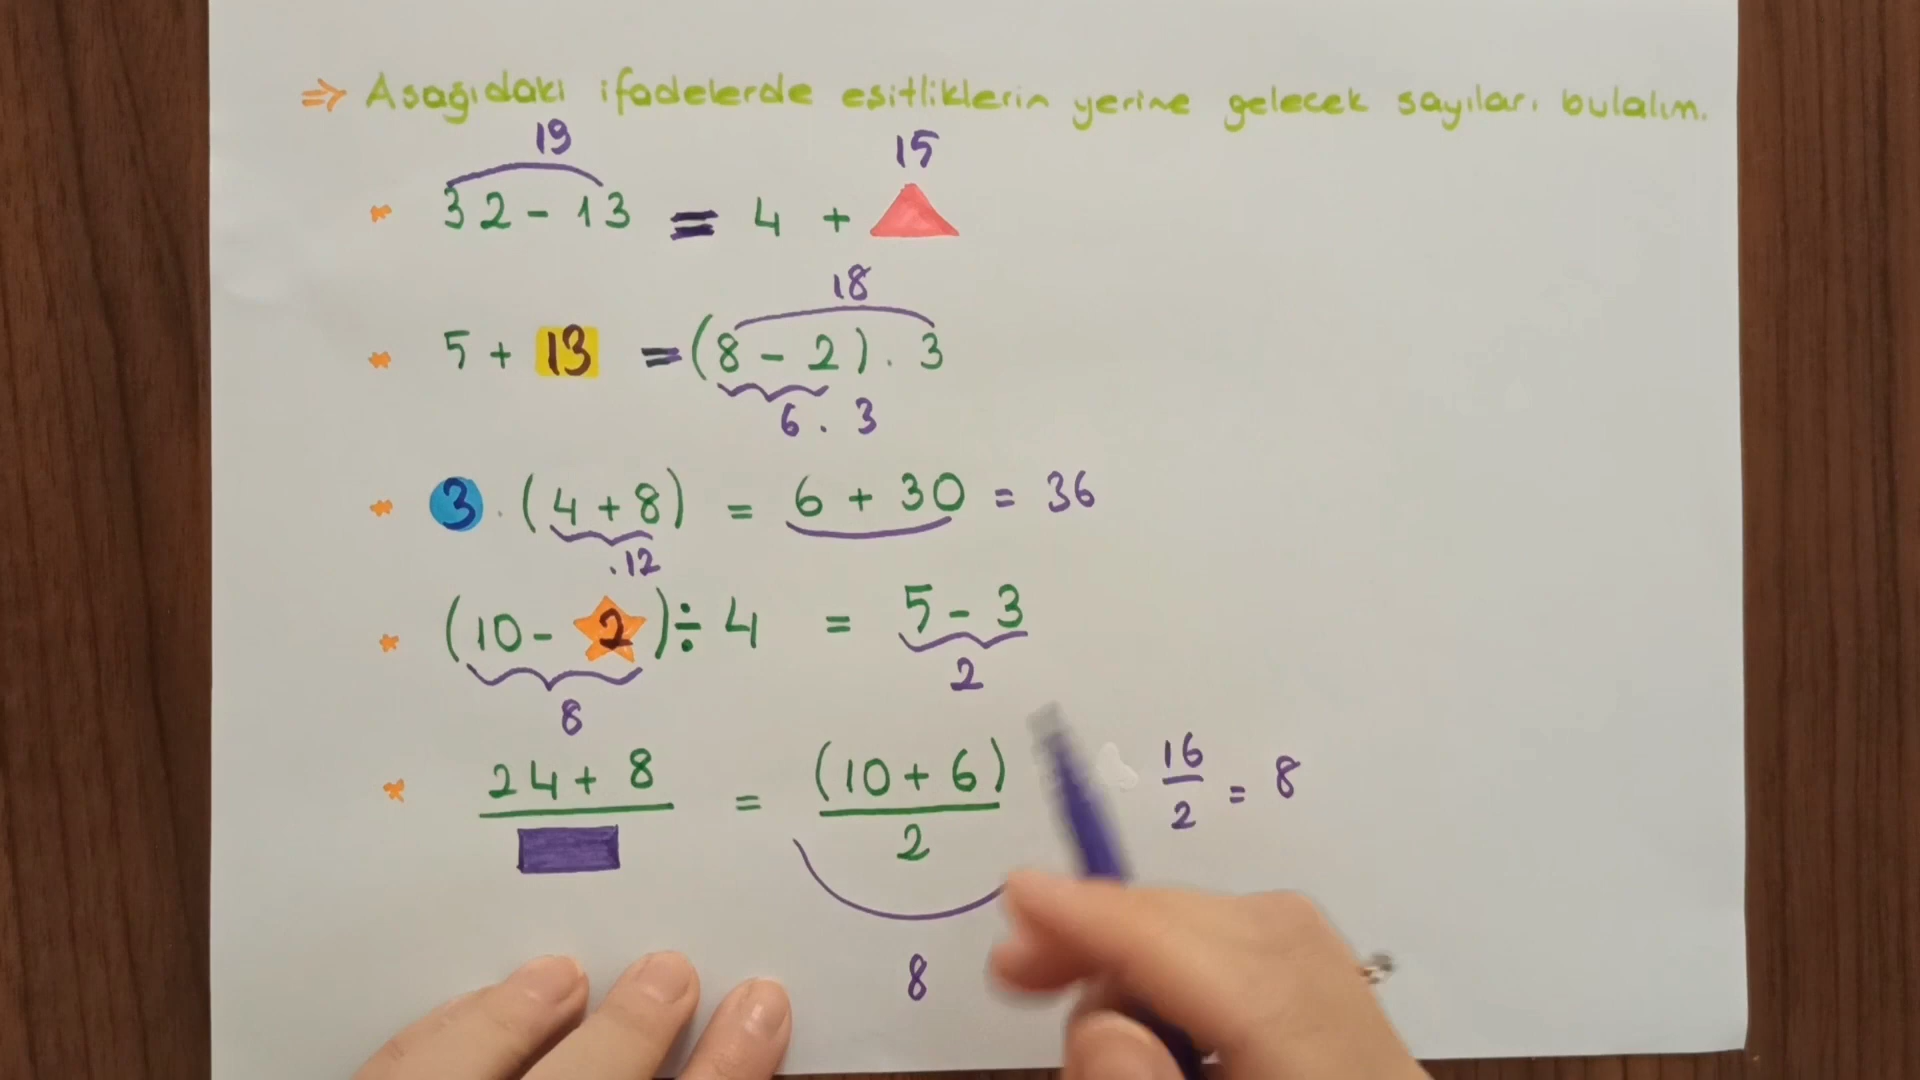 ⇒ Asağıdaki ifadelerde esitliklerin yerine gelecek sayıları bulalım.
19
15
* 32 - 13 = 4 +
18
* 5 + 13 = (8 - 2) . 3
6 . 3
* 3 . (4 + 8) = 6 + 30 = 36
. 12
* (10 - 2) ÷ 4 = 5 - 3
2
8
* 24 + 8 = (10 + 6) 16
2 2 = 8
8